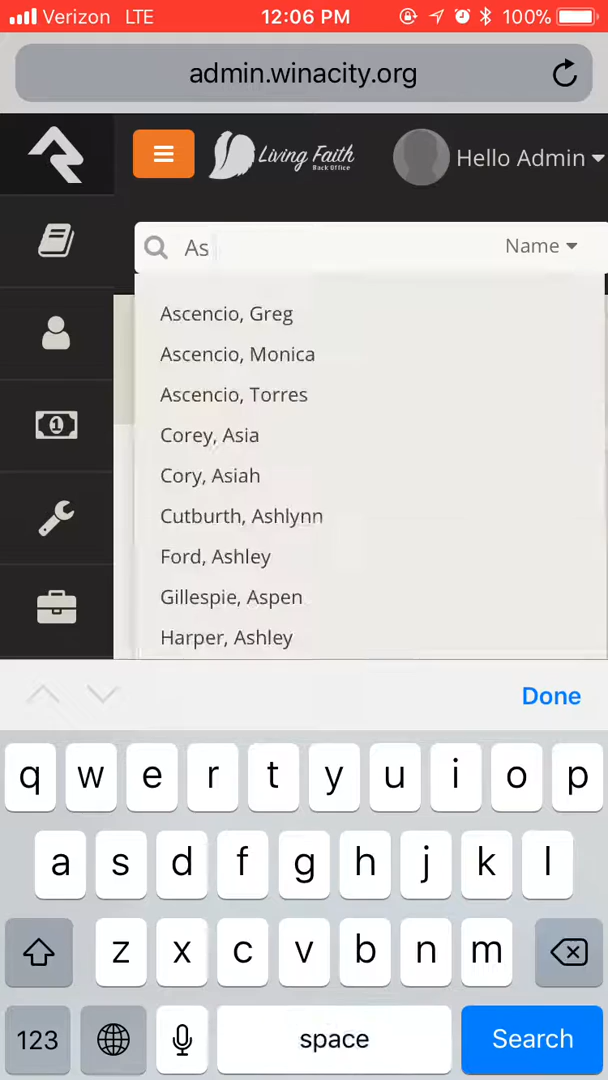 Verizon LTE 12:06 PM 100%
admin.winacity.org
Living Faith
Back Office
Hello Admin
As
Name
Ascencio, Greg
Ascencio, Monica
Ascencio, Torres
Corey, Asia
Cory, Asiah
Cutburth, Ashlynn
Ford, Ashley
Gillespie, Aspen
Harper, Ashley
Done
q w e r t y u i o p
a s d f g h j k l
z x c v b n m
123 space Search